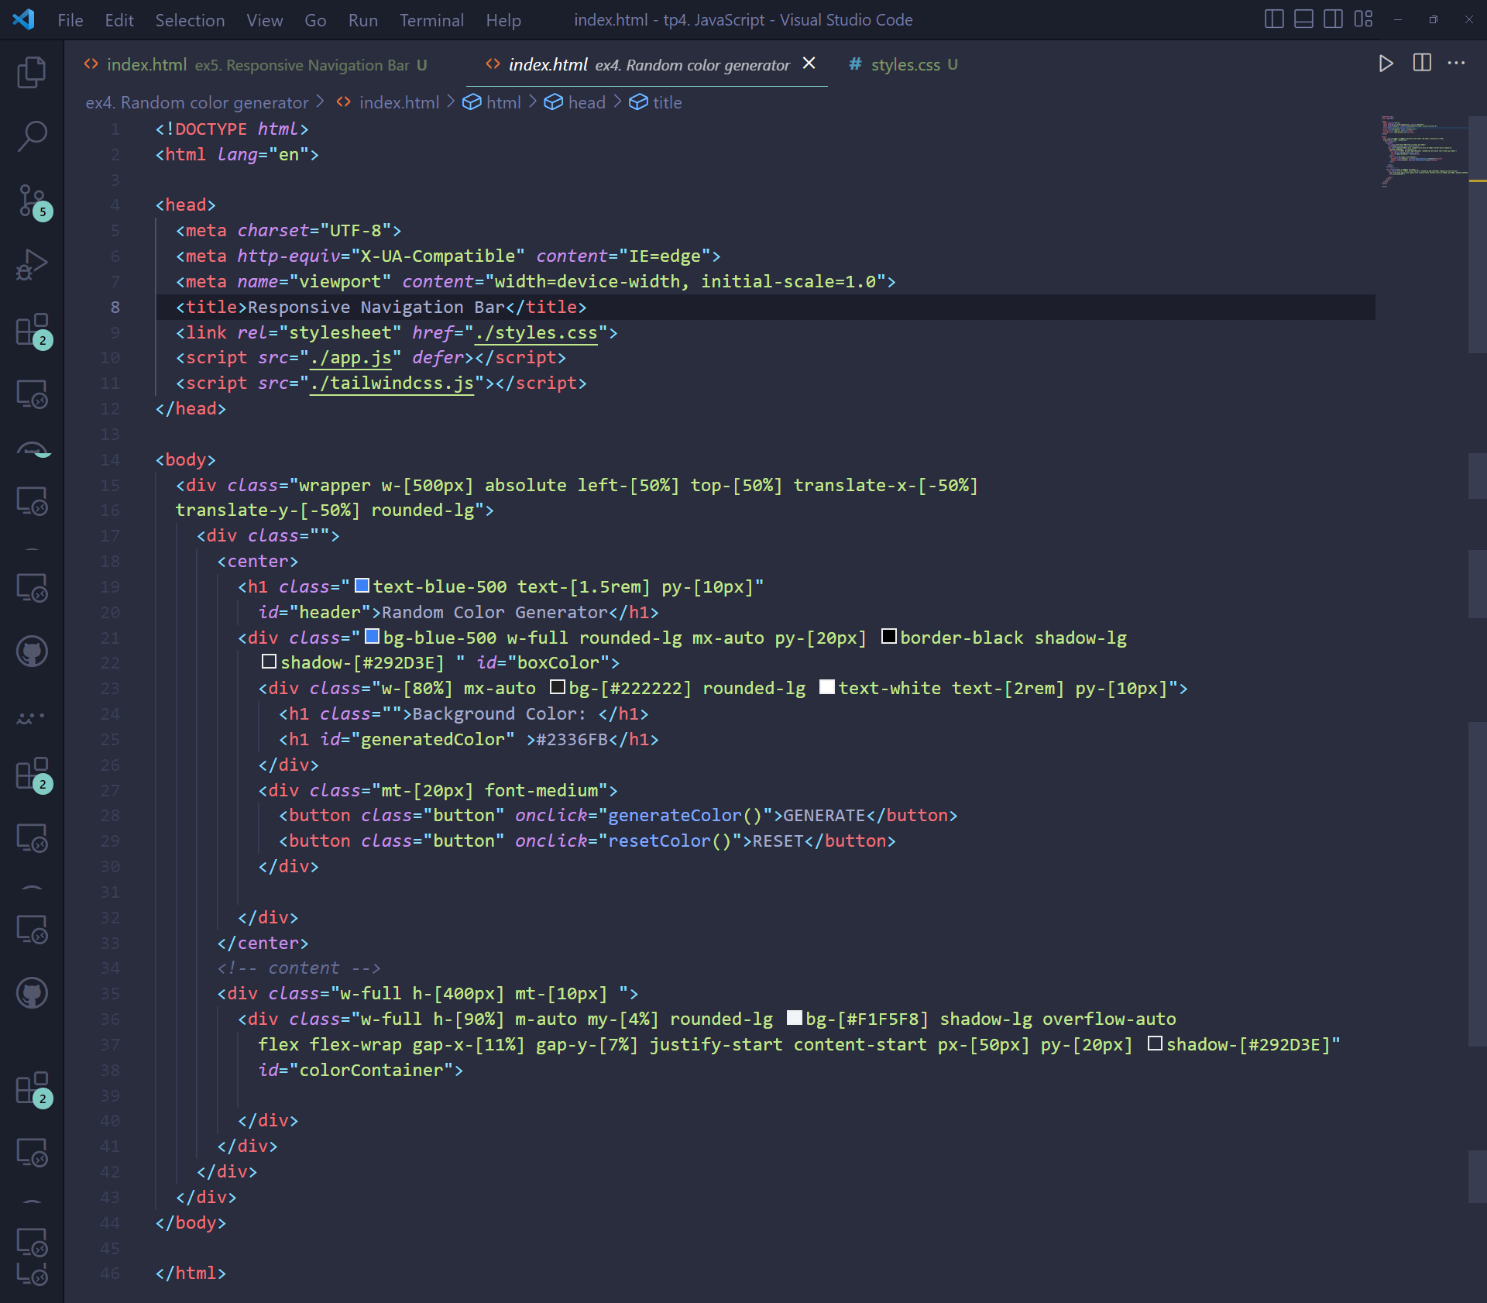 File Edit Selection View Go Run Terminal Help index.html - tp4. JavaScript - Visual Studio Code
index.html ex5. Responsive Navigation Bar U index.html ex4. Random color generator # styles.css U
ex4. Random color generator > index.html > html > head > title
1 <!DOCTYPE html>
2 <html lang="en">
3
4 <head>
5 <meta charset="UTF-8">
6 <meta http-equiv="X-UA-Compatible" content="IE=edge">
7 <meta name="viewport" content="width=device-width, initial-scale=1.0">
8 <title>Responsive Navigation Bar</title>
9 <link rel="stylesheet" href="./styles.css">
10 <script src="./app.js" defer></script>
11 <script src="./tailwindcss.js"></script>
12 </head>
13
14 <body>
15 <div class="wrapper w-[500px] absolute left-[50%] top-[50%] translate-x-[-50%]
16 translate-y-[-50%] rounded-lg">
17 <div class="">
18 <center>
19 <h1 class="text-blue-500 text-[1.5rem] py-[10px]"
20 id="header">Random Color Generator</h1>
21 <div class="bg-blue-500 w-full rounded-lg mx-auto py-[20px] border-black shadow-lg
22 shadow-[#292D3E] " id="boxColor">
23 <div class="w-[80%] mx-auto bg-[#222222] rounded-lg text-white text-[2rem] py-[10px]">
24 <h1 class="">Background Color: </h1>
25 <h1 id="generatedColor" >#2336FB</h1>
26 </div>
27 <div class="mt-[20px] font-medium">
28 <button class="button" onclick="generateColor()">GENERATE</button>
29 <button class="button" onclick="resetColor()">RESET</button>
30 </div>
31
32 </div>
33 </center>
34 <!-- content -->
35 <div class="w-full h-[400px] mt-[10px] ">
36 <div class="w-full h-[90%] m-auto my-[4%] rounded-lg bg-[#F1F5F8] shadow-lg overflow-auto
37 flex flex-wrap gap-x-[11%] gap-y-[7%] justify-start content-start px-[50px] py-[20px] shadow-[#292D3E]"
38 id="colorContainer">
39
40 </div>
41 </div>
42 </div>
43 </div>
44 </body>
45
46 </html>
5
2
2
2